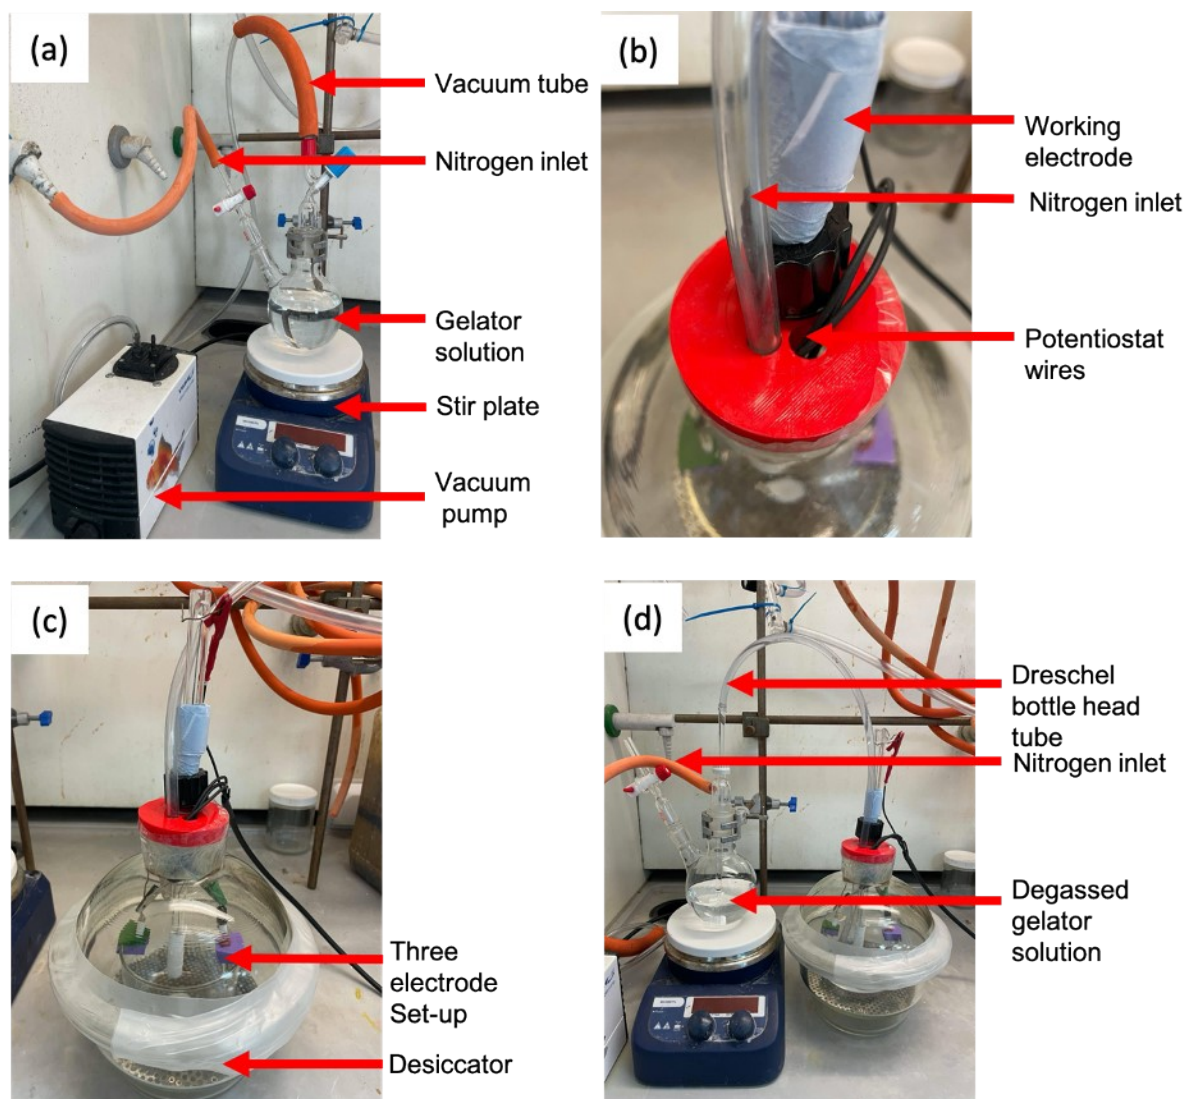 (a)
Vacuum tube
Nitrogen inlet
Gelator
solution
Stir plate
Vacuum
pump
(b)
Working
electrode
Nitrogen inlet
Potentiostat
wires
(c)
Three
electrode
Set-up
Desiccator
(d)
Dreschel
bottle head
tube
Nitrogen inlet
Degassed
gelator
solution